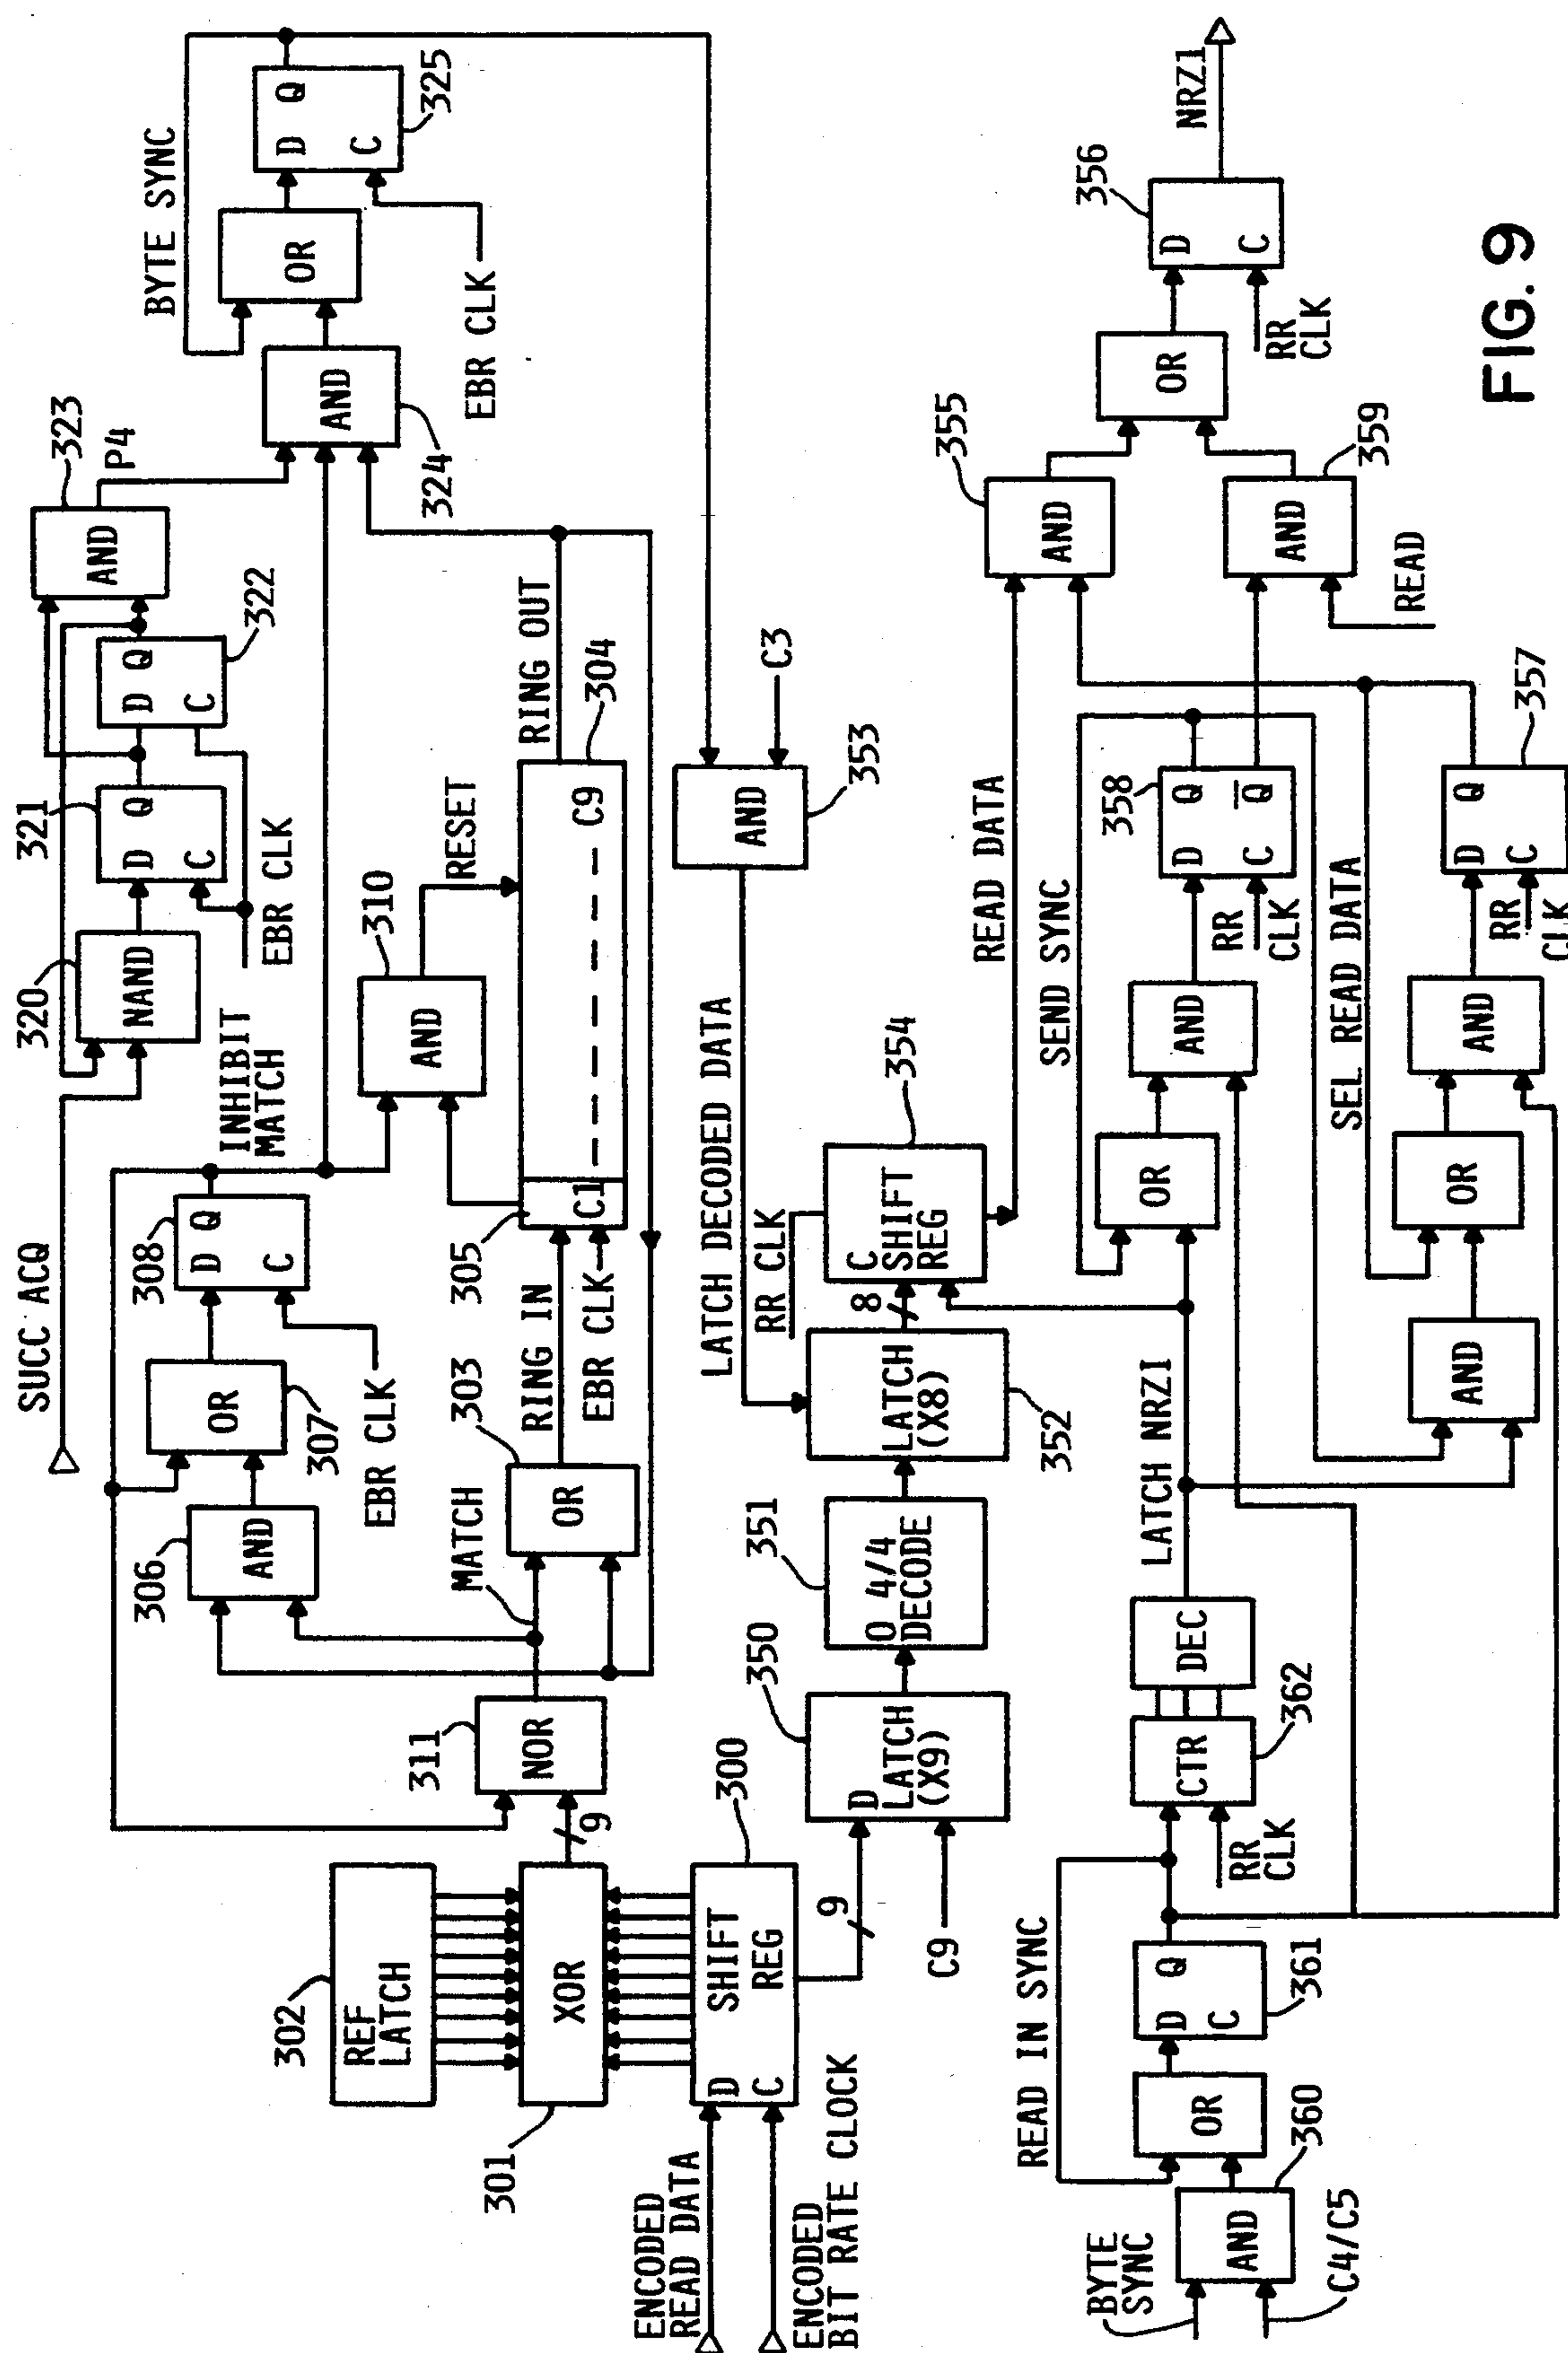 SUCC ACQ
320
NAND
321
D Q
C
EBR CLK
322
D Q
C
323
AND
P4
BYTE SYNC
D Q
C
325
OR
EBR CLK
AND
324
INHIBIT
MATCH
308
D Q
C
EBR CLK
OR
307
306
AND
310
AND
RESET
305
C1
C9
304
RING OUT
RING IN
EBR CLK
303
OR
MATCH
311
NOR
9
302
REF
LATCH
301
XOR
300
D
C
SHIFT
REG
ENCODED
READ DATA
ENCODED
BIT RATE CLOCK
9
C9
350
D
LATCH
(X9)
351
0 4/4
DECODE
LATCH
(X8)
352
8
RR CLK
C
SHIFT
REG
354
LATCH DECODED DATA
AND
353
C3
READ DATA
355
AND
OR
356
D
C
RR
CLK
NRZ1
AND
359
READ
SEND SYNC
358
D Q
C Q
RR
CLK
AND
OR
SEL READ DATA
D Q
C
357
RR
CLK
AND
OR
AND
LATCH NRZI
DEC
CTR
362
RR
CLK
READ IN SYNC
D Q
C
361
OR
360
AND
BYTE
SYNC
C4/C5
FIG. 9